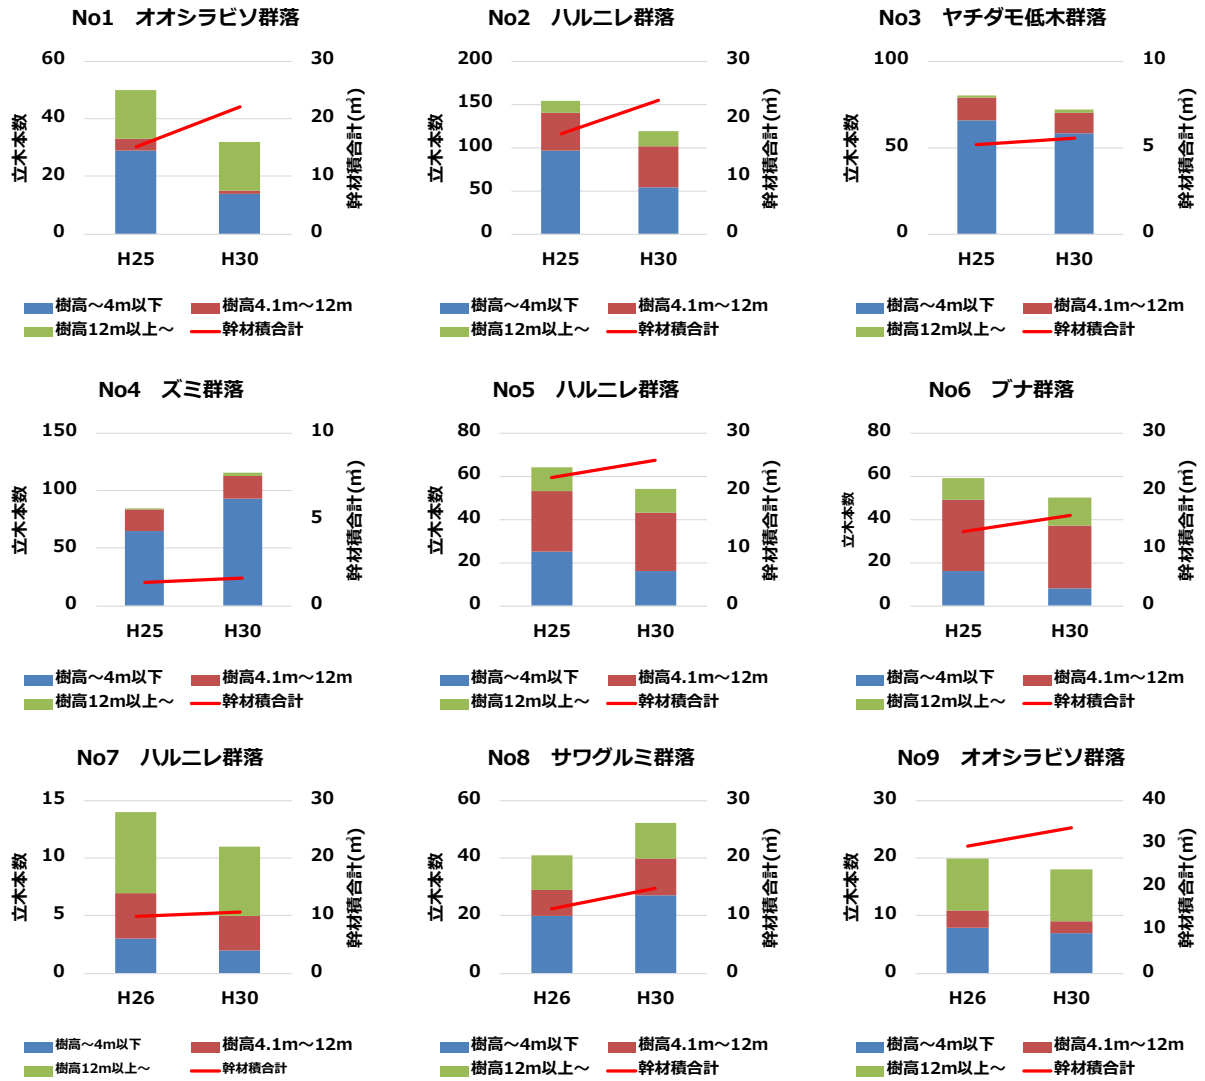 No1　オオシラビソ群落
60
40
20
0
立木本数
30
20
10
0
幹材積合計(㎥)
H25 H30
樹高～4m以下 樹高4.1m～12m
樹高12m以上～ 幹材積合計
No2　ハルニレ群落
200
150
100
50
0
立木本数
30
20
10
0
幹材積合計(㎥)
H25 H30
樹高～4m以下 樹高4.1m～12m
樹高12m以上～ 幹材積合計
No3　ヤチダモ低木群落
100
50
0
立木本数
10
5
0
幹材積合計(㎥)
H25 H30
樹高～4m以下 樹高4.1m～12m
樹高12m以上～ 幹材積合計
No4　ズミ群落
150
100
50
0
立木本数
10
5
0
幹材積合計(㎥)
H25 H30
樹高～4m以下 樹高4.1m～12m
樹高12m以上～ 幹材積合計
No5　ハルニレ群落
80
60
40
20
0
立木本数
30
20
10
0
幹材積合計(㎥)
H25 H30
樹高～4m以下 樹高4.1m～12m
樹高12m以上～ 幹材積合計
No6　ブナ群落
80
60
40
20
0
立木本数
30
20
10
0
幹材積合計(㎥)
H25 H30
樹高～4m以下 樹高4.1m～12m
樹高12m以上～ 幹材積合計
No7　ハルニレ群落
15
10
5
0
立木本数
30
20
10
0
幹材積合計(㎥)
H26 H30
樹高～4m以下 樹高4.1m～12m
樹高12m以上～ 幹材積合計
No8　サワグルミ群落
60
40
20
0
立木本数
30
20
10
0
幹材積合計(㎥)
H26 H30
樹高～4m以下 樹高4.1m～12m
樹高12m以上～ 幹材積合計
No9　オオシラビソ群落
30
20
10
0
立木本数
40
30
20
10
0
幹材積合計(㎥)
H26 H30
樹高～4m以下 樹高4.1m～12m
樹高12m以上～ 幹材積合計